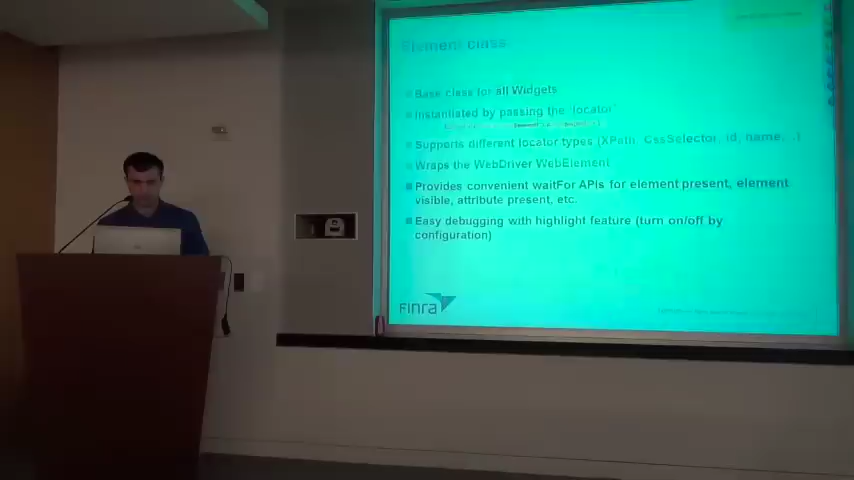 Element class
Base class for all Widgets
Instantiated by passing the 'locator'
Supports different locator types (XPath, CssSelector, id, name,..)
Wraps the WebDriver WebElement
Provides convenient waitFor APIs for element present, element
visible, attribute present, etc.
Easy debugging with highlight feature (turn on/off by
configuration)
Finra